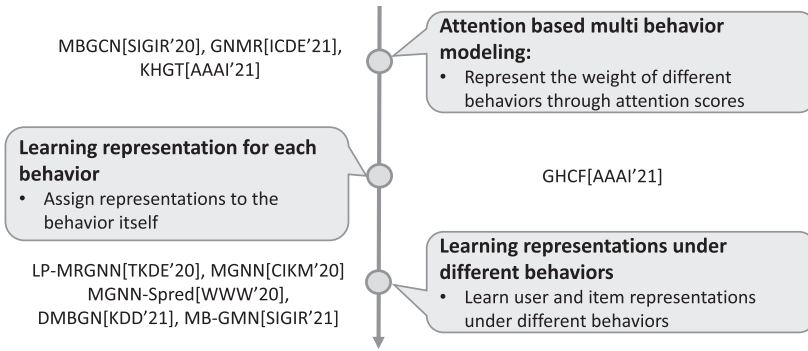 MBGCN[SIGIR'20], GNMR[ICDE'21],
KHGT[AAAI'21]
Attention based multi behavior
modeling:
• Represent the weight of different
behaviors through attention scores
Learning representation for each
behavior
• Assign representations to the
behavior itself
GHCF[AAAI'21]
LP-MRGNN[TKDE'20], MGNN[CIKM'20]
MGNN-Spred[WWW'20],
DMBGN[KDD'21], MB-GMN[SIGIR'21]
Learning representations under
different behaviors
• Learn user and item representations
under different behaviors